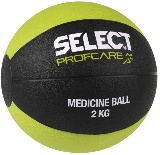 SELECT
PROFCARE
MEDICINE BALL
2 KG